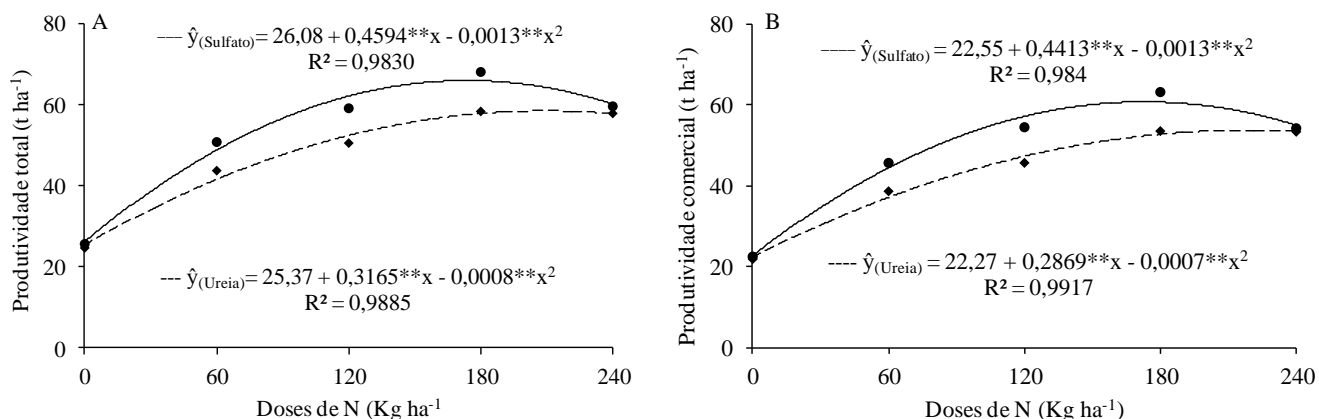 A
ŷ(Sulfato)= 26,08 + 0,4594**x - 0,0013**x²
R² = 0,9830
80
60
40
20
0
Produtividade total (t ha⁻¹)
ŷ(Ureia)= 25,37 + 0,3165**x - 0,0008**x²
R² = 0,9885
0 60 120 180 240
Doses de N (Kg ha⁻¹
B
ŷ(Sulfato) = 22,55 + 0,4413**x - 0,0013**x²
R² = 0,984
80
60
40
20
0
Produtividade comercial (t ha⁻¹)
ŷ(Ureia) = 22,27 + 0,2869**x - 0,0007**x²
R² = 0,9917
0 60 120 180 240
Doses de N (Kg ha⁻¹)